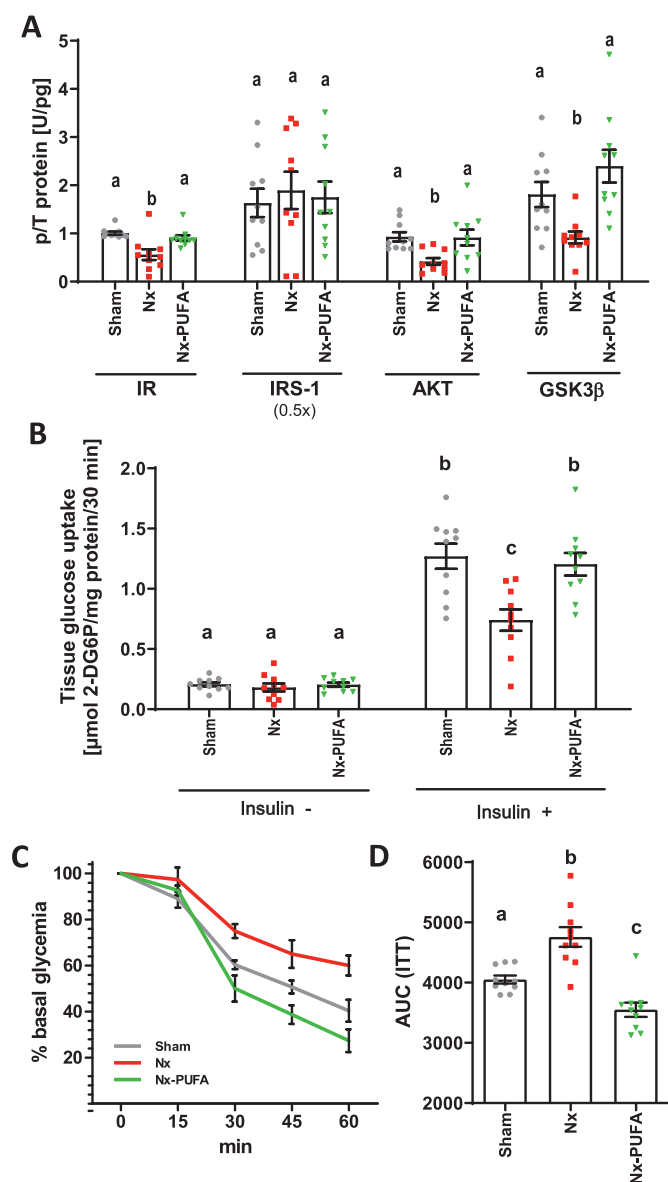 A
p/T protein [U/pg]
5
4
3
2
1
0
a
b
a
a
a
a
a
b
a
a
b
a
Sham
Nx
Nx-PUFA
Sham
Nx
Nx-PUFA
Sham
Nx
Nx-PUFA
Sham
Nx
Nx-PUFA
IR
IRS-1
(0.5x)
AKT
GSK3β
B
Tissue glucose uptake
[µmol 2-DG6P/mg protein/30 min]
2.0
1.5
1.0
0.5
0.0
a
a
a
b
c
b
Sham
Nx
Nx-PUFA
Sham
Nx
Nx-PUFA
Insulin -
Insulin +
C
% basal glycemia
100
80
60
40
20
-
Sham
Nx
Nx-PUFA
0 15 30 45 60
min
D
AUC (ITT)
6000
5000
4000
3000
2000
a
b
c
Sham
Nx
Nx-PUFA